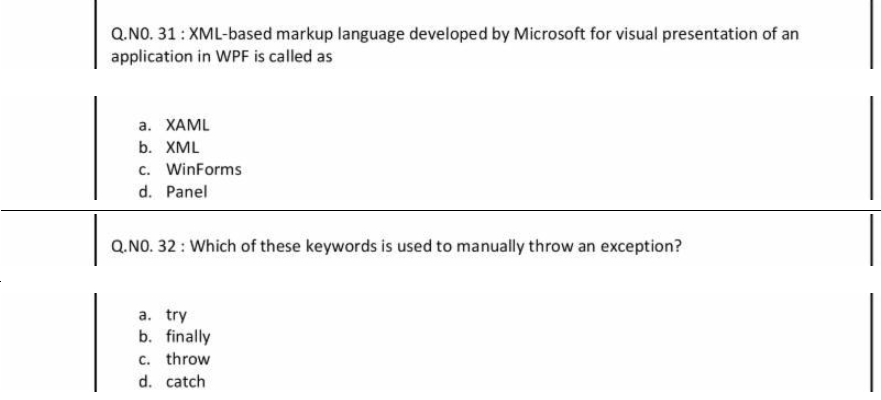 Q.NO. 31 : XML-based markup language developed by Microsoft for visual presentation of an
application in WPF is called as
a. XAML
b. XML
c. WinForms
d. Panel
Q.NO. 32 : Which of these keywords is used to manually throw an exception?
a. try
b. finally
c. throw
d. catch